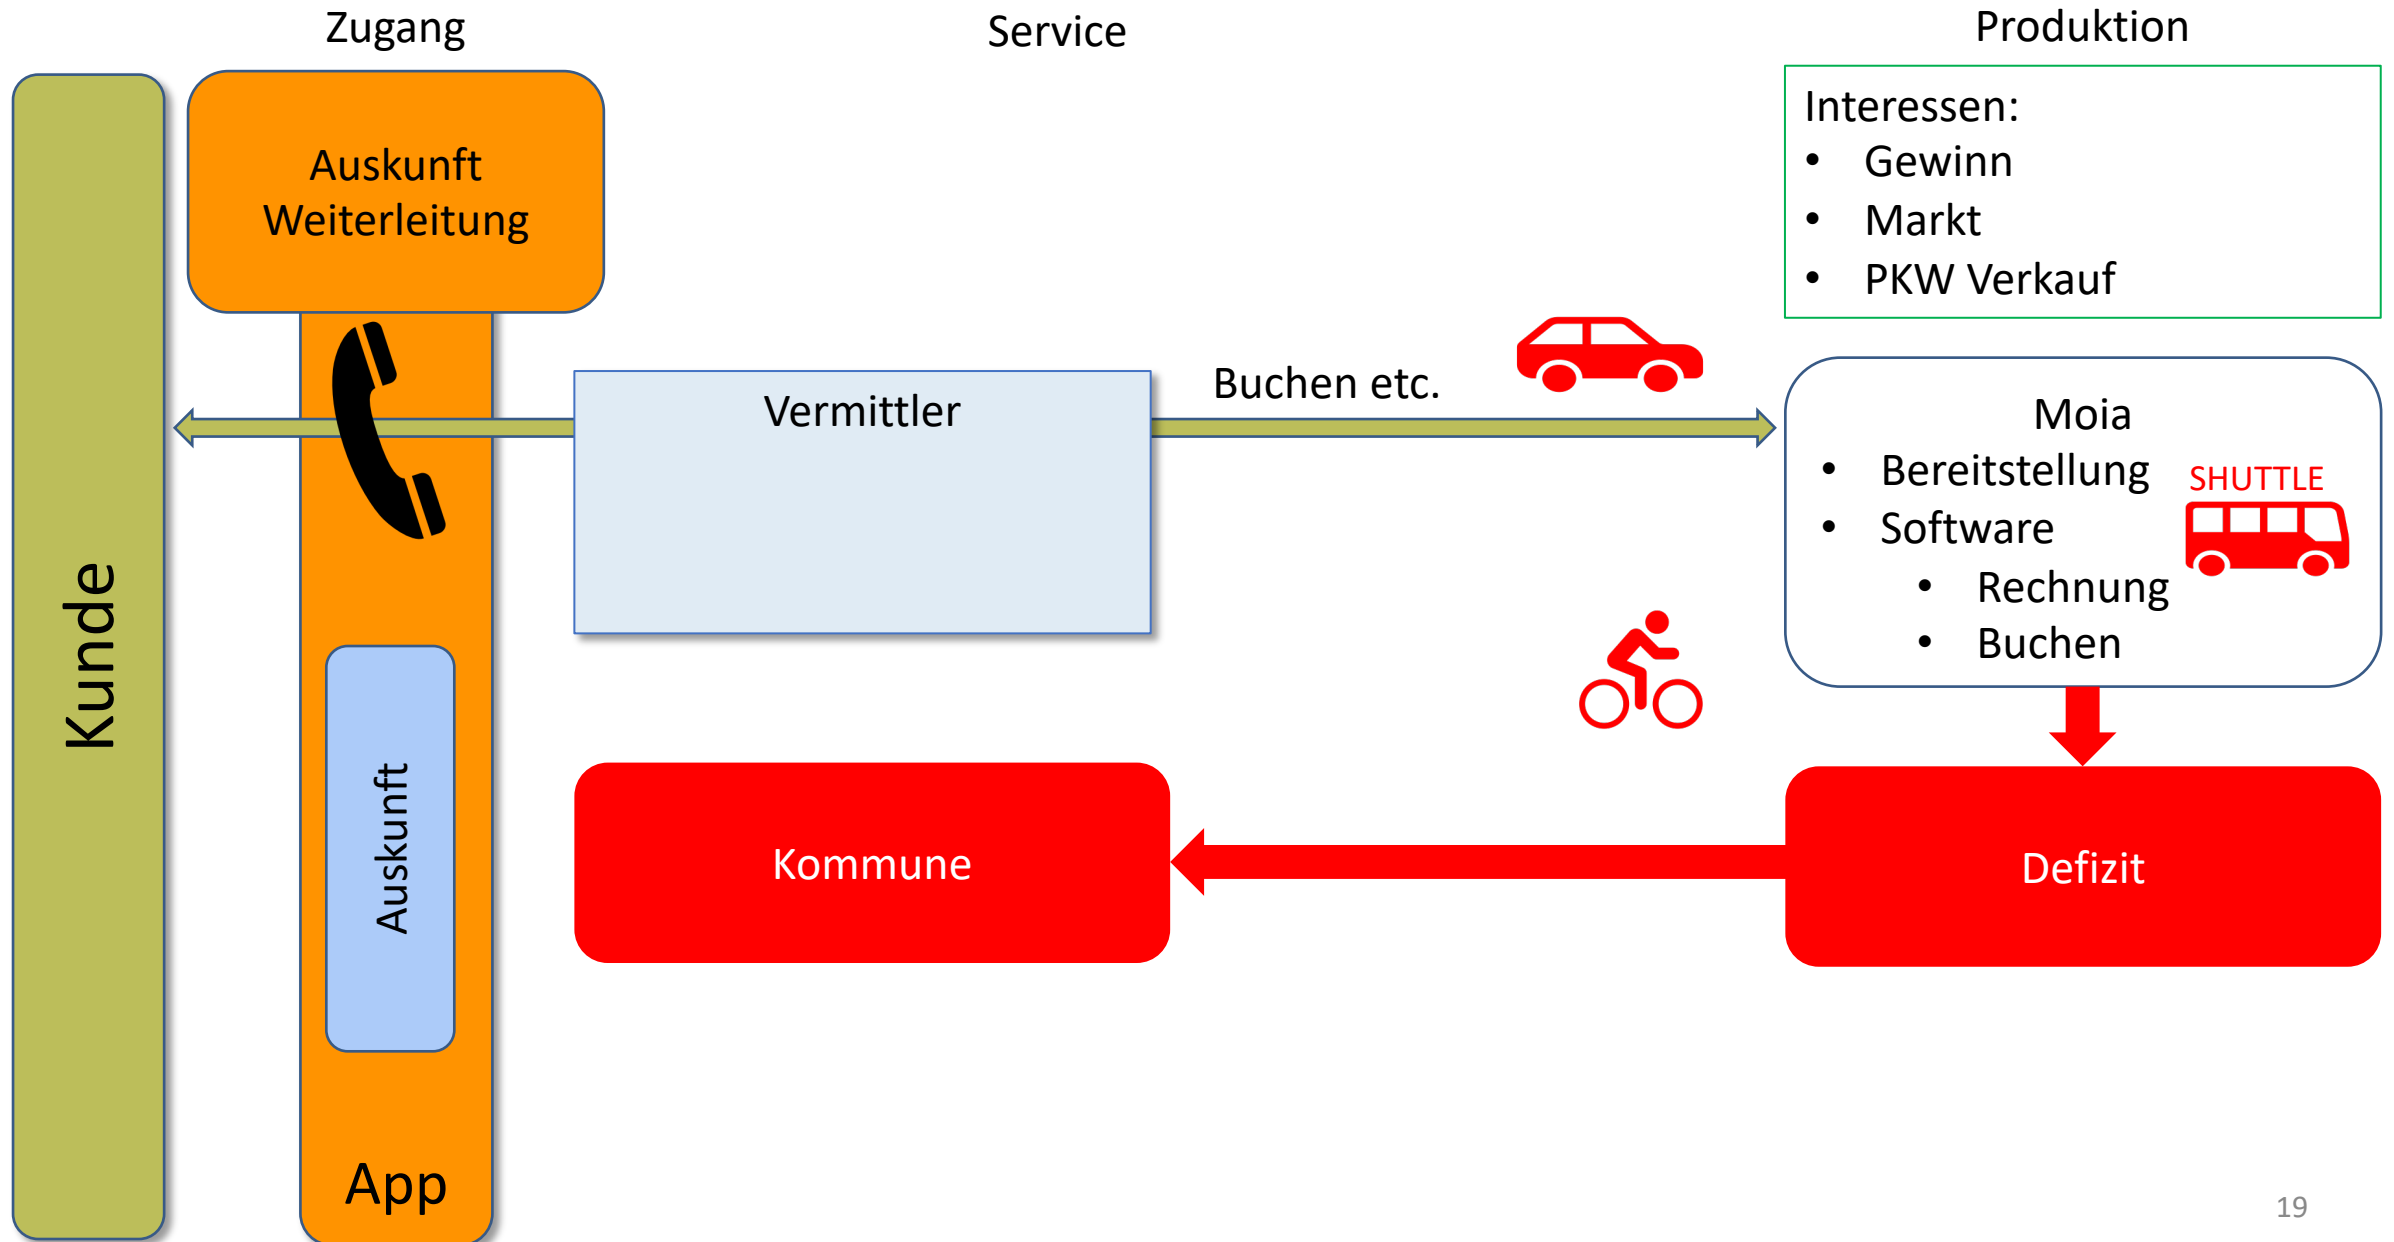 Zugang
Service
Produktion
Kunde
Auskunft
Weiterleitung
Auskunft
App
Vermittler
Buchen etc.
Interessen:
• Gewinn
• Markt
• PKW Verkauf
Moia
• Bereitstellung
• Software
• Rechnung
• Buchen
SHUTTLE
Kommune
Defizit
19